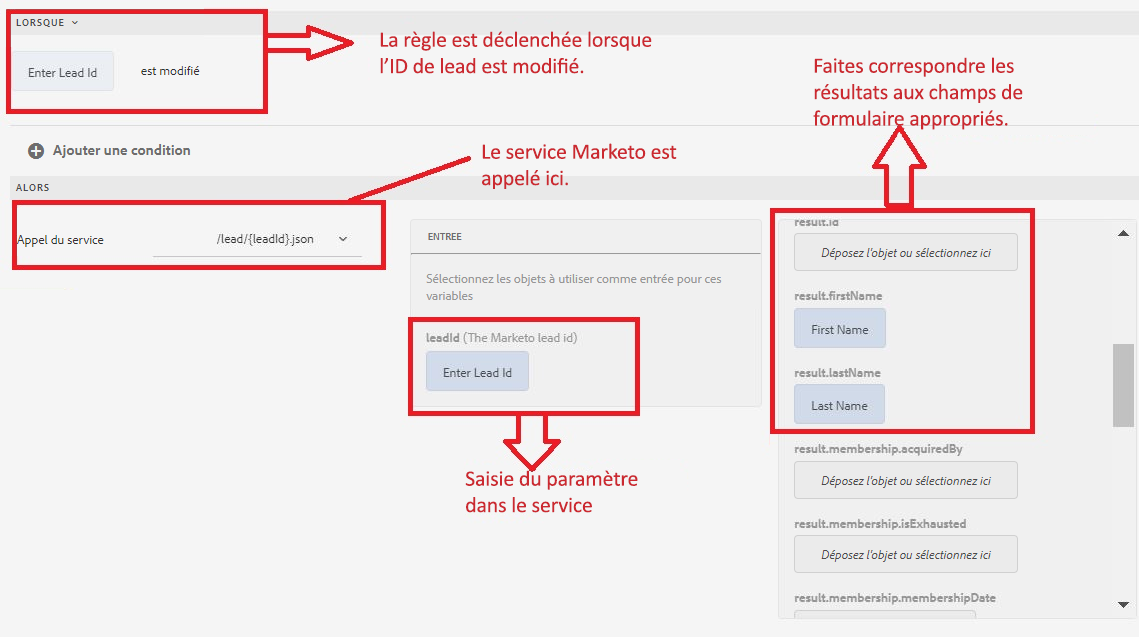 LORSQUE
Enter Lead Id
est modifié
La règle est déclenchée lorsque
l’ID de lead est modifié.
Faites correspondre les
résultats aux champs de
formulaire appropriés.
Ajouter une condition
Le service Marketo est
appelé ici.
ALORS
Appel du service
/lead/{leadId}.json
ENTREE
Sélectionnez les objets à utiliser comme entrée pour ces
variables
leadId (The Marketo lead id)
Enter Lead Id
Saisie du paramètre
dans le service
result.id
Déposez l'objet ou sélectionnez ici
result.firstName
First Name
result.lastName
Last Name
result.membership.acquiredBy
Déposez l'objet ou sélectionnez ici
result.membership.isExhausted
Déposez l'objet ou sélectionnez ici
result.membership.membershipDate